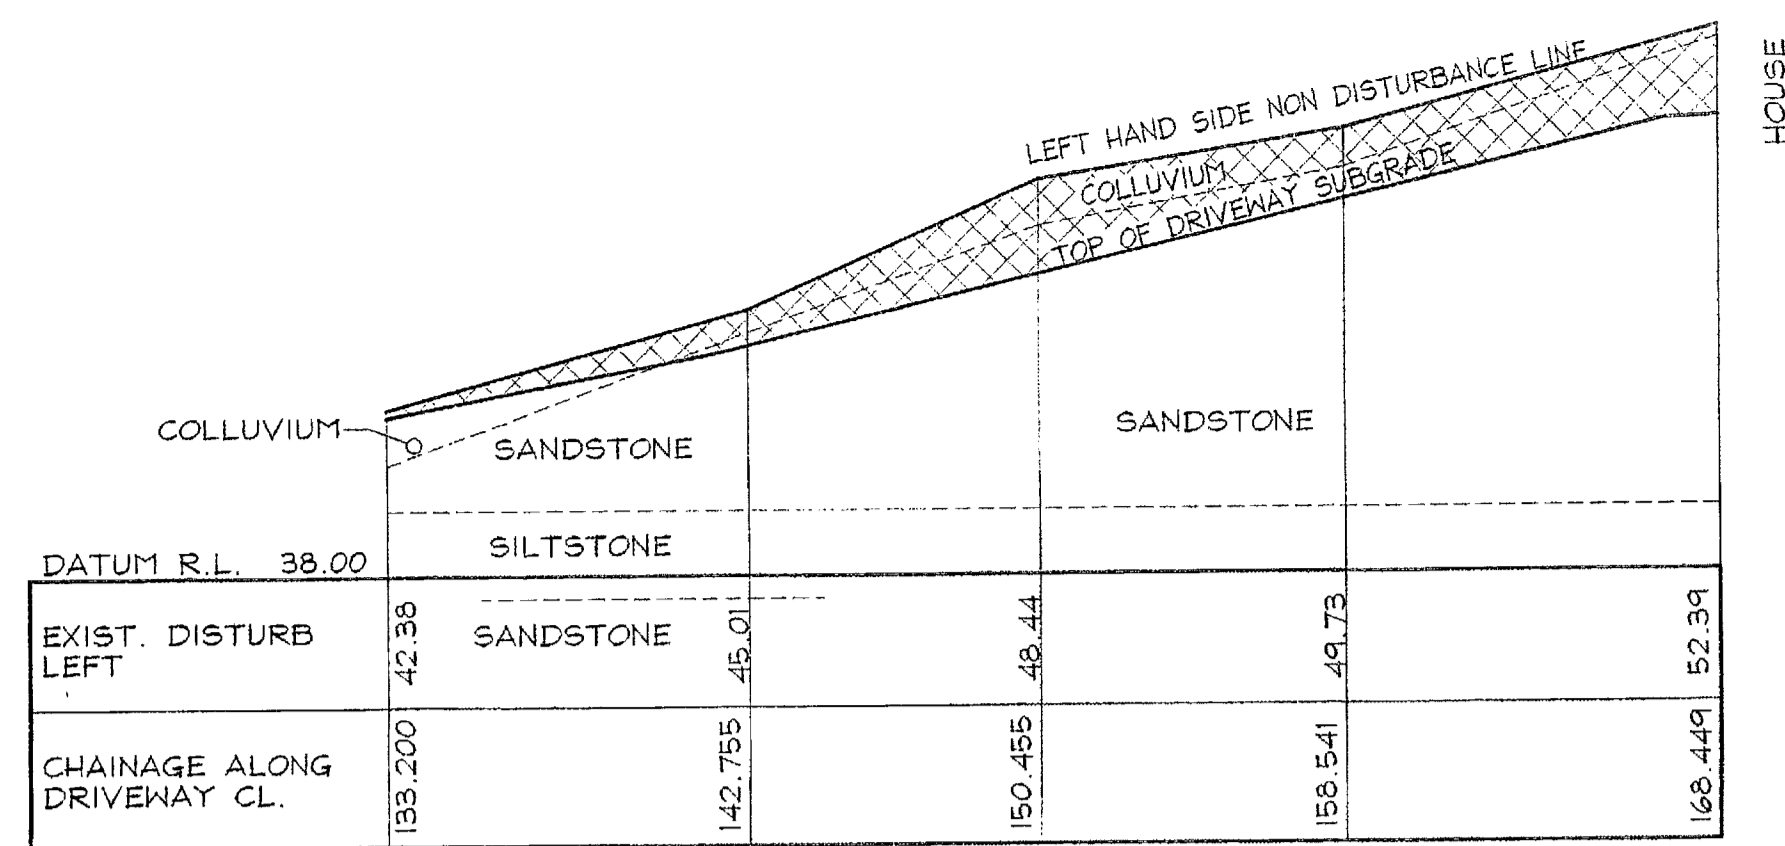 HOUSE
LEFT HAND SIDE NON DISTURBANCE LINE
COLLUVIUM
TOP OF DRIVEWAY SUBGRADE
COLLUVIUM
SANDSTONE
SANDSTONE
SILTSTONE
DATUM R.L. 38.00
EXIST. DISTURB
LEFT
42.38
SANDSTONE
45.01
48.44
49.73
52.39
CHAINAGE ALONG
DRIVEWAY CL.
133.200
142.755
150.455
158.541
168.449